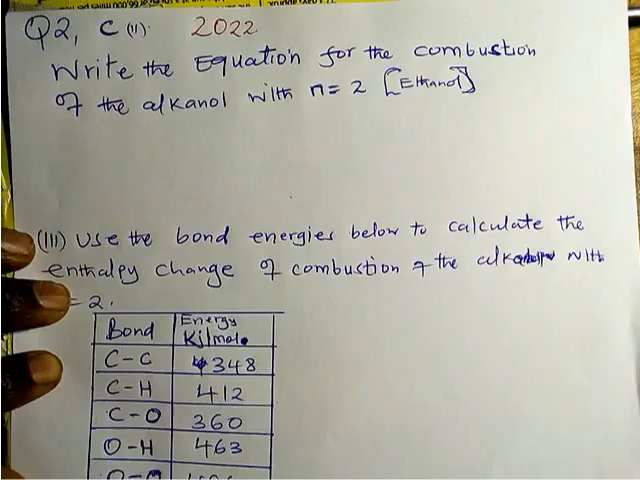 Q2, C (II). 2022
Write the Equation for the combustion
of the alkanol with n = 2 [Ethanol]
(III) Use the bond energies below to calculate the
enthalpy change of combustion of the with
= 2.
Bond Energy
KJ/mole
C-C 348
C-H 412
C-O 360
O-H 463